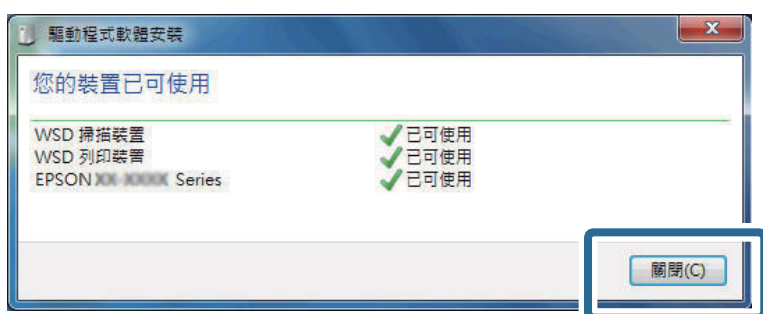 驅動程式軟體安裝
您的裝置已可使用
WSD 掃描裝置 已可使用
WSD 列印裝置 已可使用
EPSON Series 已可使用
關閉(C)